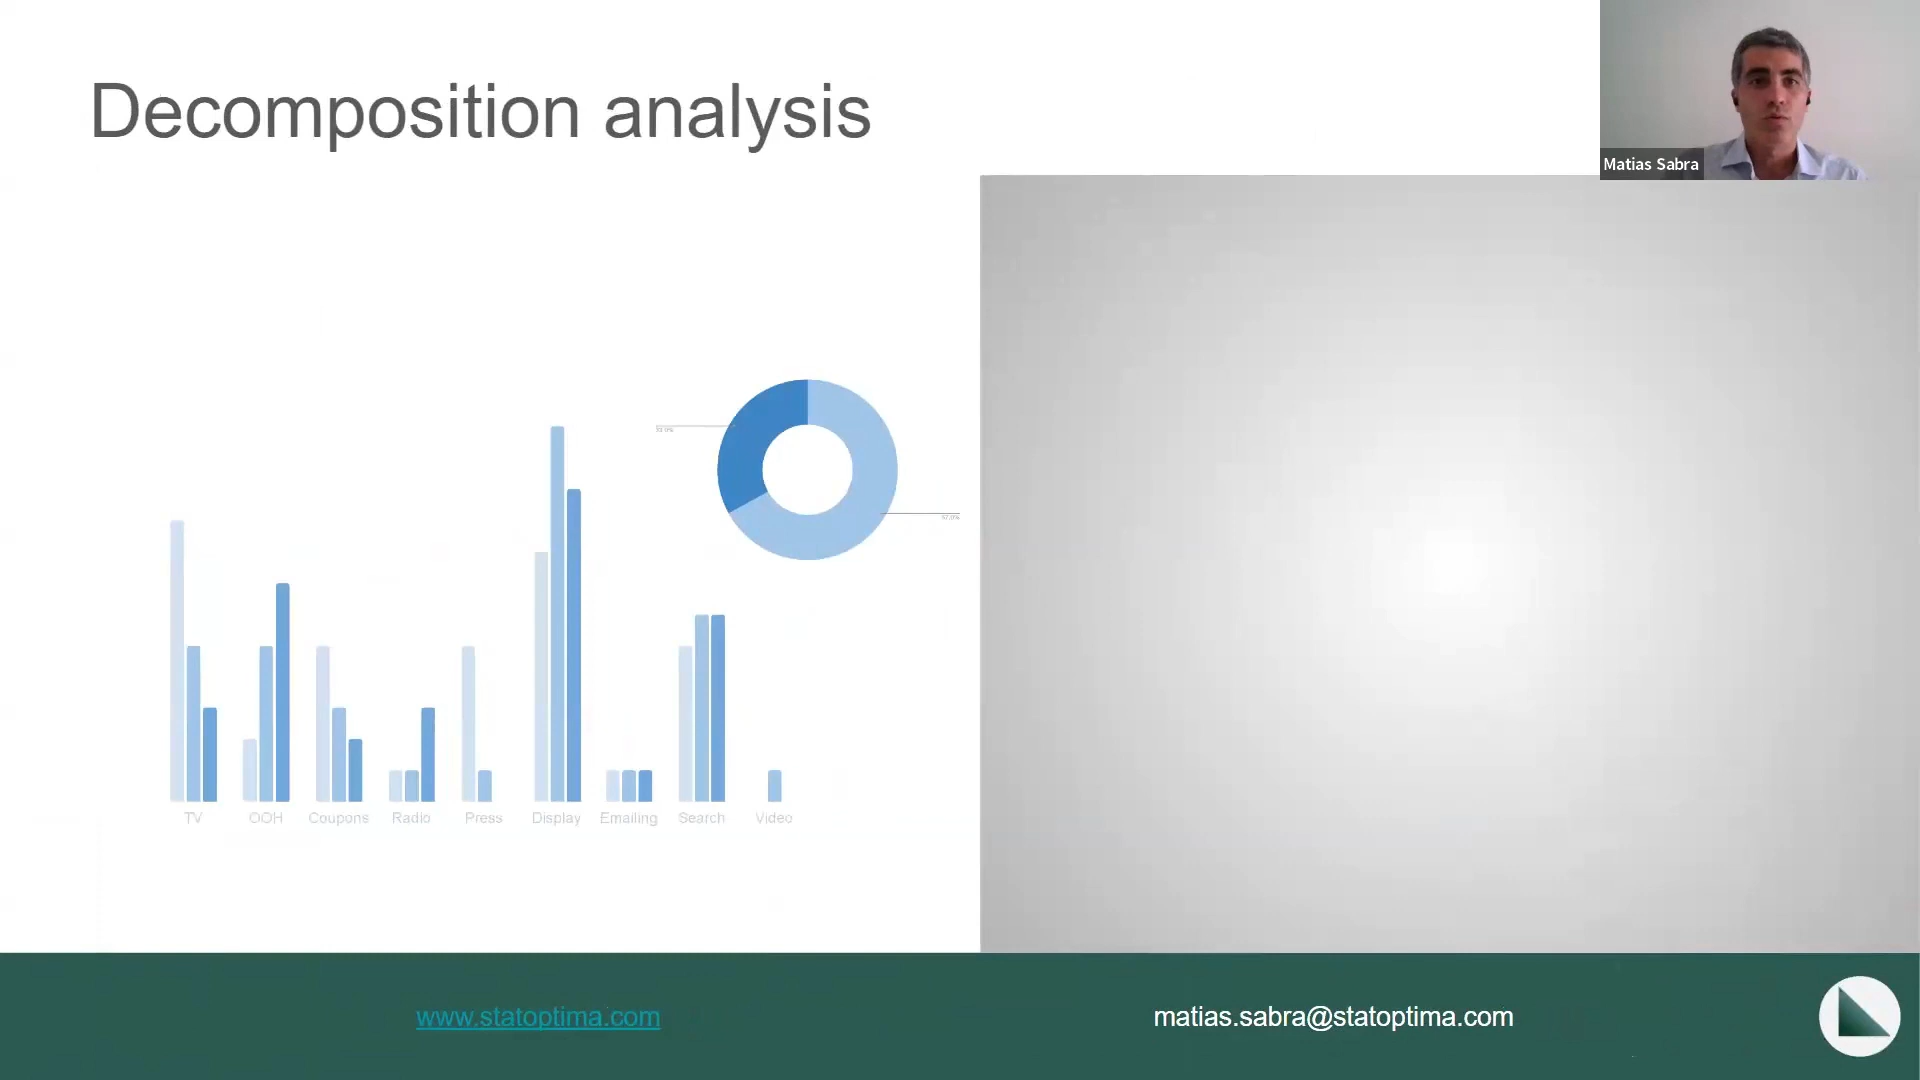 Decomposition analysis
Matias Sabra
TV
OOH
Coupons
Radio
Press
Display
Emailing
Search
Video
www.statoptima.com
matias.sabra@statoptima.com